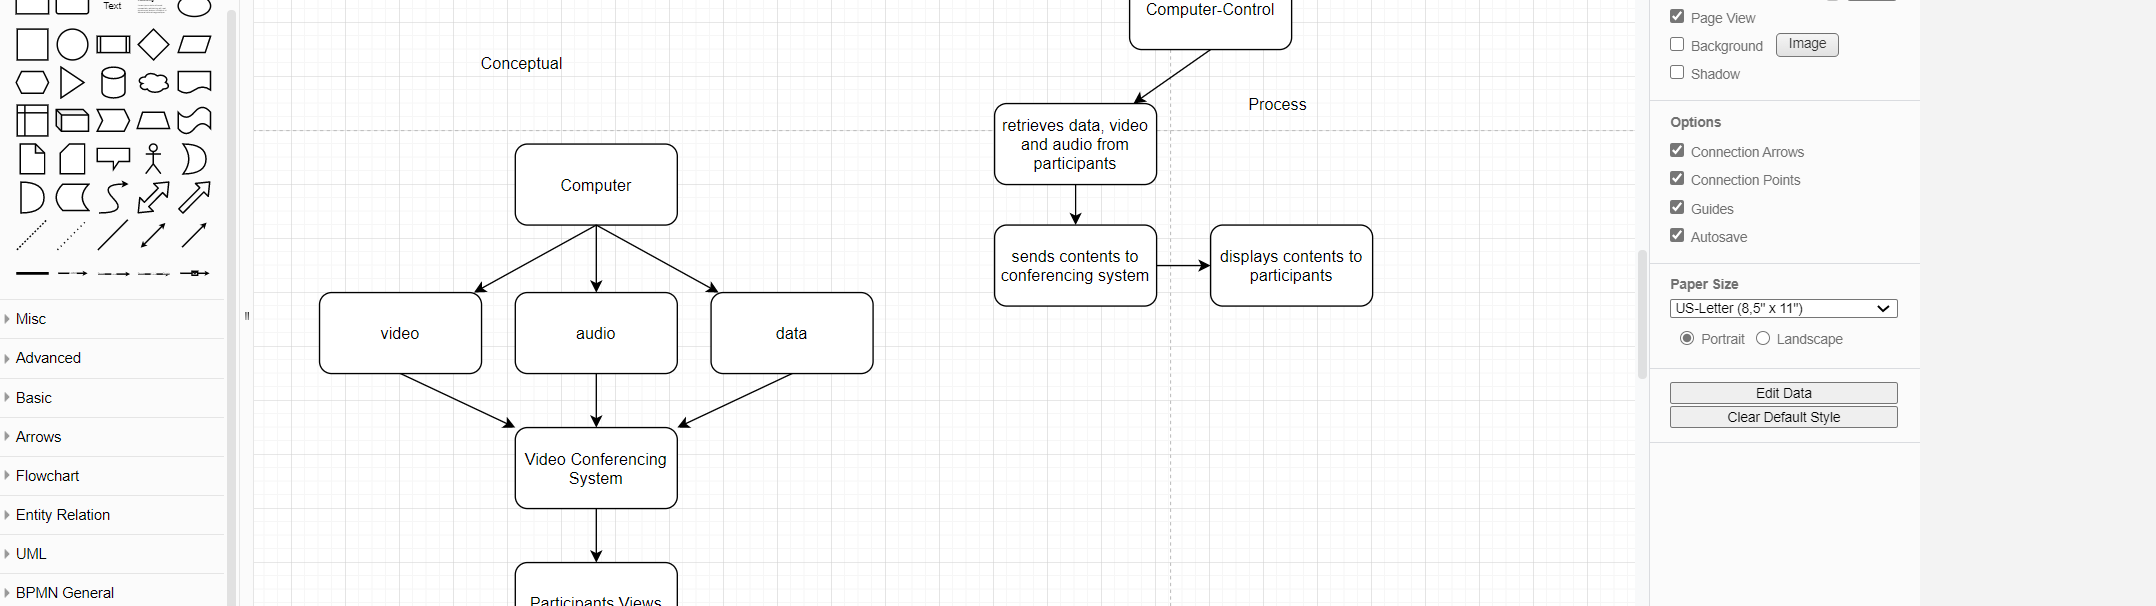 Text
Misc
Advanced
Basic
Arrows
Flowchart
Entity Relation
UML
BPMN General
Conceptual
Computer
video
audio
data
Video Conferencing
System
Participants Views
Computer-Control
Process
retrieves data, video
and audio from
participants
sends contents to
conferencing system
displays contents to
participants
Page View
Background
Image
Shadow
Options
Connection Arrows
Connection Points
Guides
Autosave
Paper Size
US-Letter (8,5" x 11")
Portrait
Landscape
Edit Data
Clear Default Style